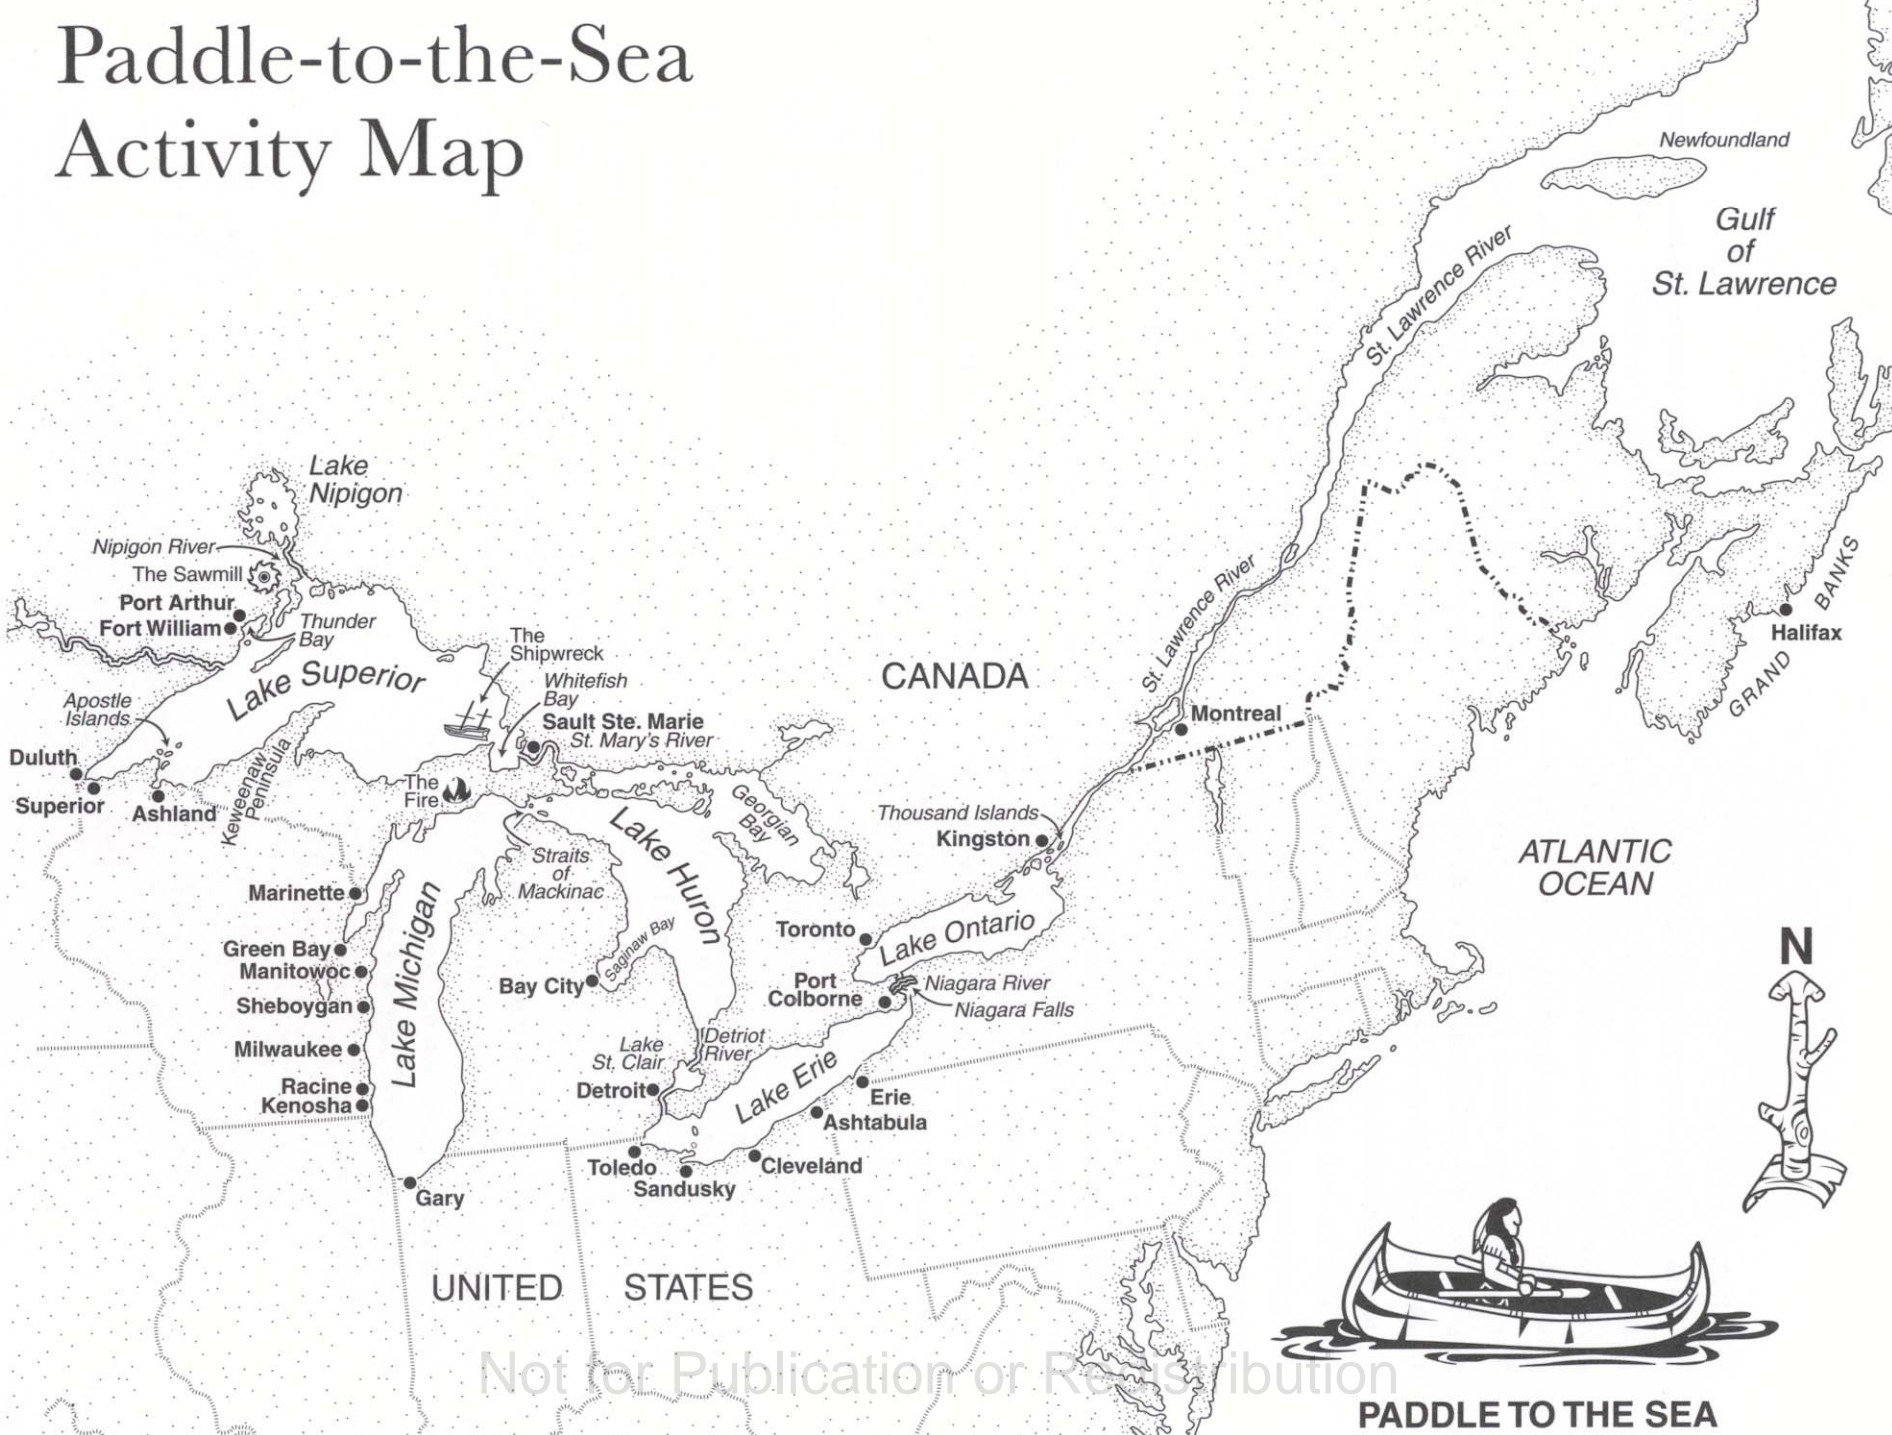 Paddle-to-the-Sea
Activity Map
Newfoundland
Gulf
of
St. Lawrence
St. Lawrence River
Lake
Nipigon
Nipigon River
The Sawmill
Port Arthur
Fort William
Thunder
Bay
The
Shipwreck
Lake Superior
Whitefish
Bay
Apostle
Islands
Sault Ste. Marie
St. Mary's River
CANADA
St. Lawrence River
Montreal
BANKS
Halifax
GRAND
Duluth
Superior
Ashland
Keweenaw
Peninsula
The
Fire
Georgian
Bay
Lake Huron
Thousand Islands
Kingston
Straits
of
Mackinac
ATLANTIC
OCEAN
Marinette
Lake Michigan
Green Bay
Manitowoc
Sheboygan
Milwaukee
Racine
Kenosha
Bay City
Saginaw Bay
Toronto
Lake Ontario
Port
Colborne
Niagara River
Niagara Falls
N
Lake
St. Clair
Detriot
River
Detroit
Lake Erie
Erie
Ashtabula
Cleveland
Toledo
Sandusky
Gary
UNITED STATES
Not for Publication or Redistribution
PADDLE TO THE SEA